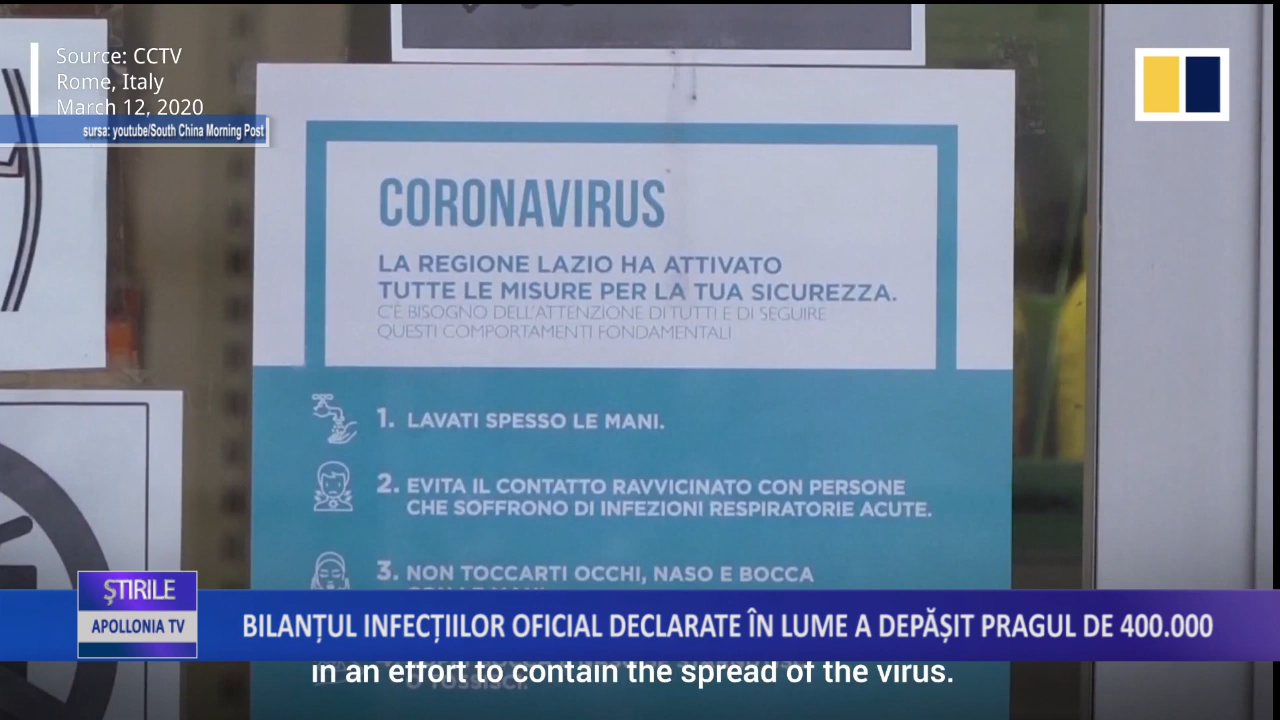 Source: CCTV
Rome, Italy
March 12, 2020
sursa: youtube/South China Morning Post
CORONAVIRUS
LA REGIONE LAZIO HA ATTIVATO
TUTTE LE MISURE PER LA TUA SICUREZZA.
C'È BISOGNO DELL'ATTENZIONE DI TUTTI E DI SEGUIRE
QUESTI COMPORTAMENTI FONDAMENTALI
1. LAVATI SPESSO LE MANI.
2. EVITA IL CONTATTO RAVVICINATO CON PERSONE
CHE SOFFRONO DI INFEZIONI RESPIRATORIE ACUTE.
3. NON TOCCARTI OCCHI, NASO E BOCCA
ŞTIRILE
APOLLONIA TV
BILANȚUL INFECȚIILOR OFICIAL DECLARATE ÎN LUME A DEPĂȘIT PRAGUL DE 400.000
in an effort to contain the spread of the virus.
O TOSSISCI.